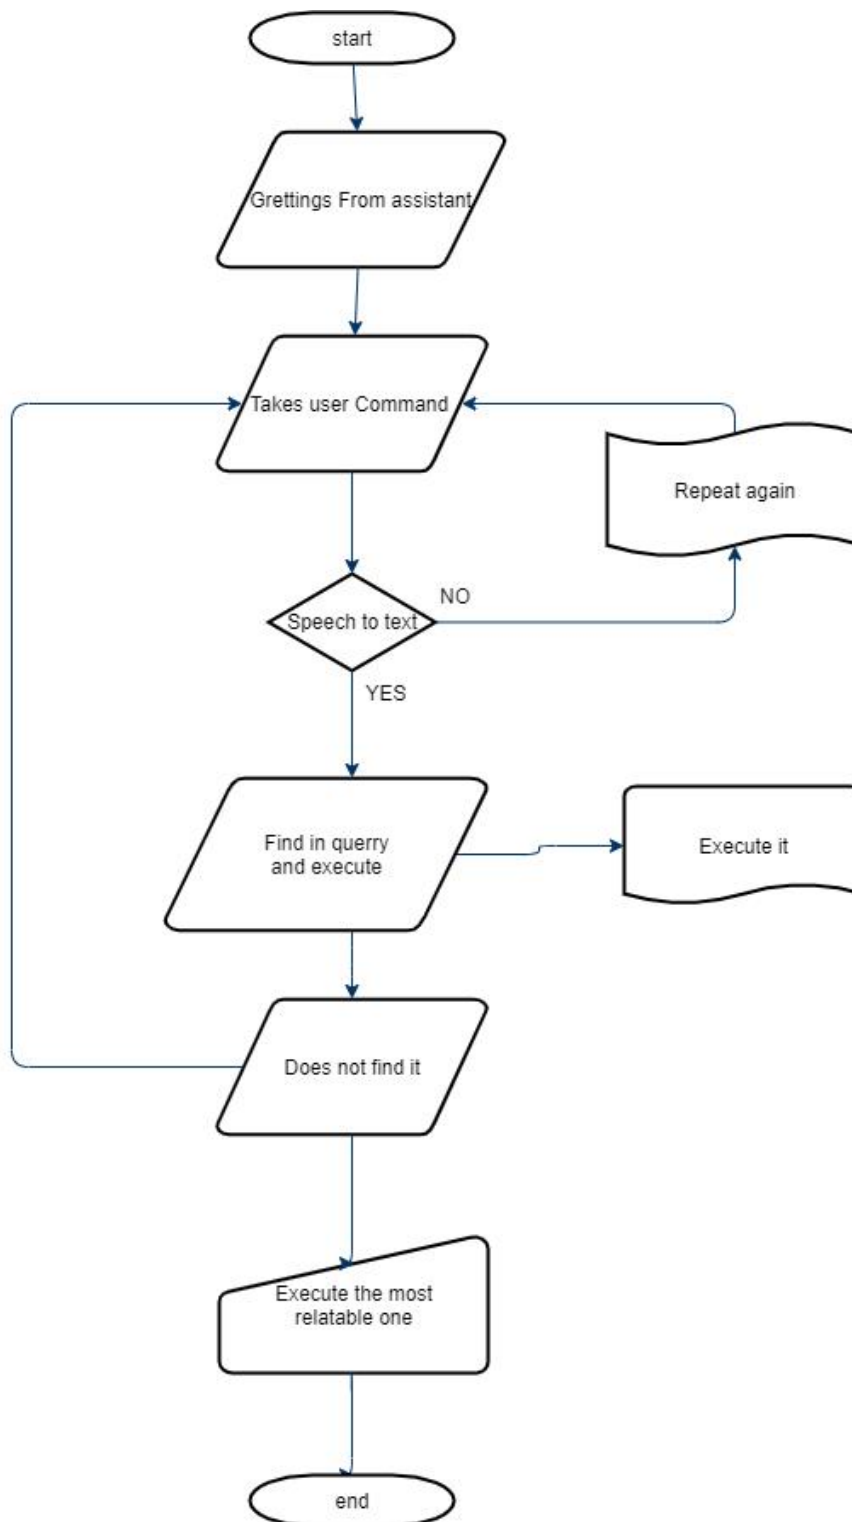 start
Grettings From assistant
Takes user Command
Repeat again
NO
Speech to text
YES
Find in querry
and execute
Execute it
Does not find it
Execute the most
relatable one
end